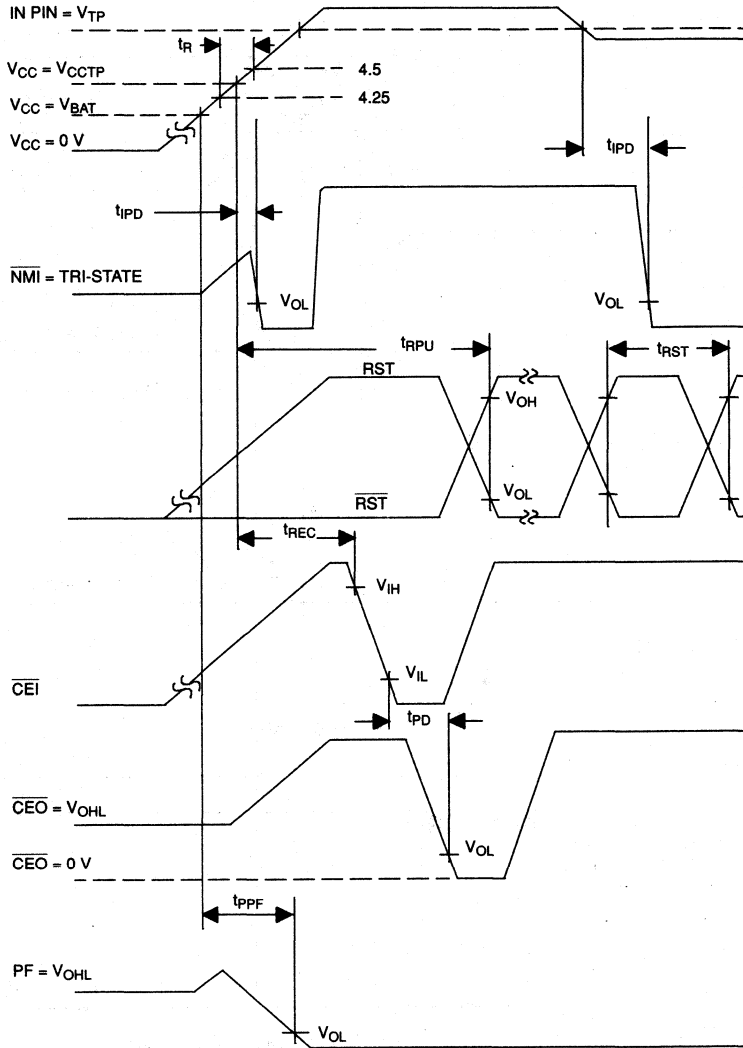 IN PIN = VTP
tR
VCC = VCCTP
4.5
VCC = VBAT
4.25
VCC = 0 V
tIPD
tIPD
NMI = TRI-STATE
VOL
VOL
tRPU
tRST
RST
VOH
VOL
RST
tREC
VIH
CEI
VIL
tPD
CEO = VOHL
VOL
CEO = 0 V
tPPF
PF = VOHL
VOL